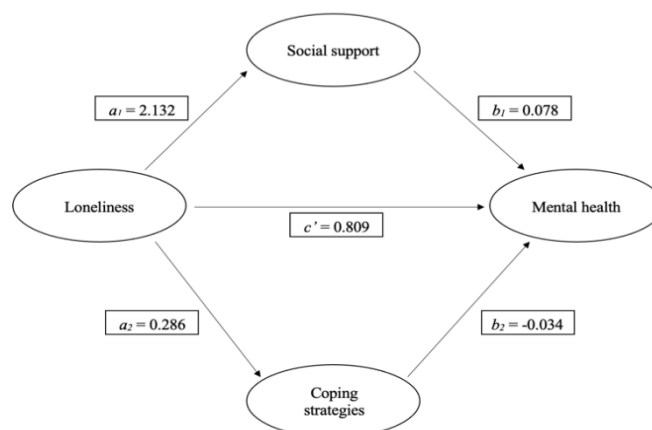 Social support
a₁ = 2.132
b₁ = 0.078
Loneliness
Mental health
c' = 0.809
a₂ = 0.286
b₂ = -0.034
Coping
strategies